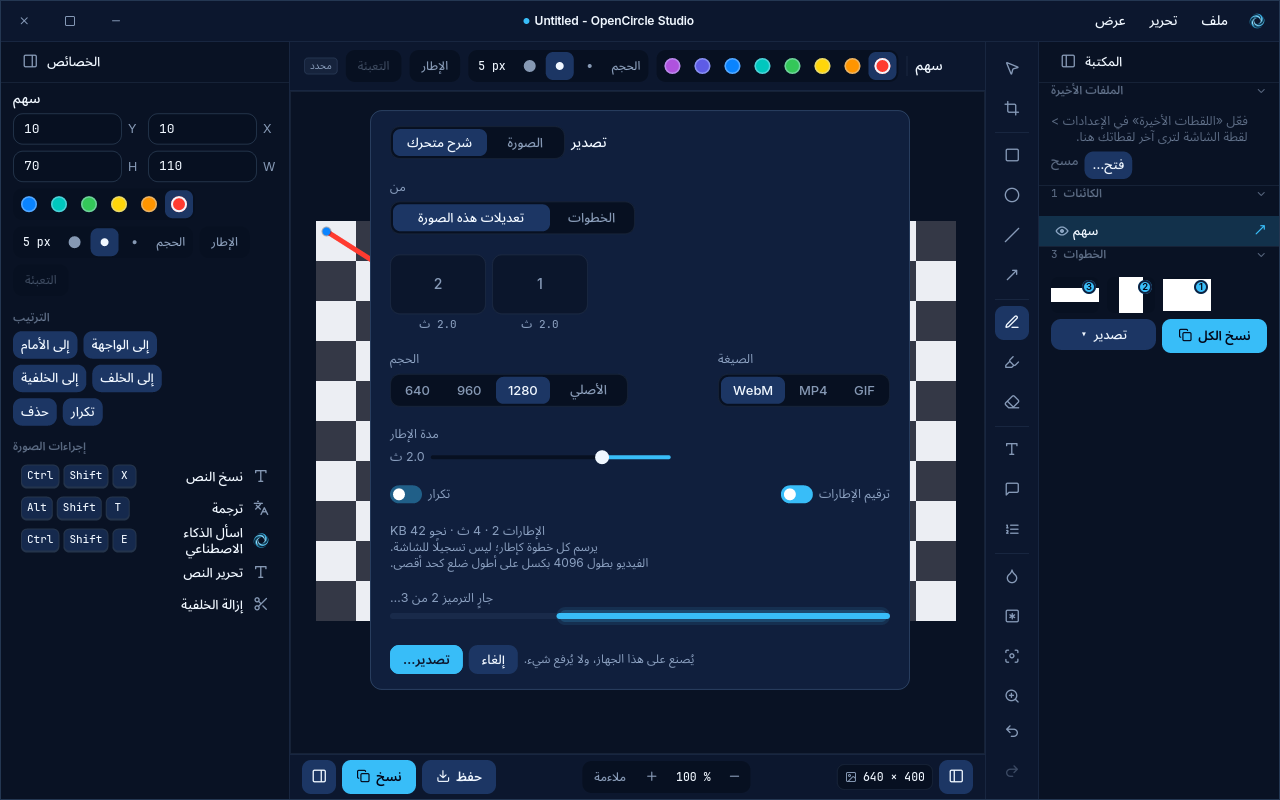 ملف
تحرير
عرض
Untitled - OpenCircle Studio
المكتبة
الملفات الأخيرة
فعّل «اللقطات الأخيرة» في الإعدادات >
لقطة الشاشة لترى آخر لقطاتك هنا.
فتح...
مسح
الكائنات 1
سهم
الخطوات 3
1
2
3
نسخ الكل
تصدير
سهم
الحجم
5 px
الإطار
التعبئة
محدد
تصدير
الصورة
شرح متحرك
من
الخطوات
تعديلات هذه الصورة
1
2
2.0 ث
2.0 ث
الصيغة
GIF
MP4
WebM
الحجم
الأصلي
1280
960
640
مدة الإطار
2.0 ث
ترقيم الإطارات
تكرار
الإطارات 2 · 4 ث · نحو 42 KB
يرسم كل خطوة كإطار؛ ليس تسجيلًا للشاشة.
الفيديو بطول 4096 بكسل على أطول ضلع كحد أقصى.
جارٍ الترميز 2 من 3...
يُصنع على هذا الجهاز، ولا يُرفع شيء.
إلغاء
تصدير...
640 × 400
100 %
ملاءمة
حفظ
نسخ
الخصائص
سهم
X
10
Y
10
W
110
H
70
الإطار
الحجم
5 px
التعبئة
الترتيب
إلى الواجهة
إلى الأمام
إلى الخلف
إلى الخلفية
تكرار
حذف
إجراءات الصورة
نسخ النص
Ctrl Shift X
ترجمة
Alt Shift T
اسأل الذكاء
الاصطناعي
Ctrl Shift E
تحرير النص
إزالة الخلفية